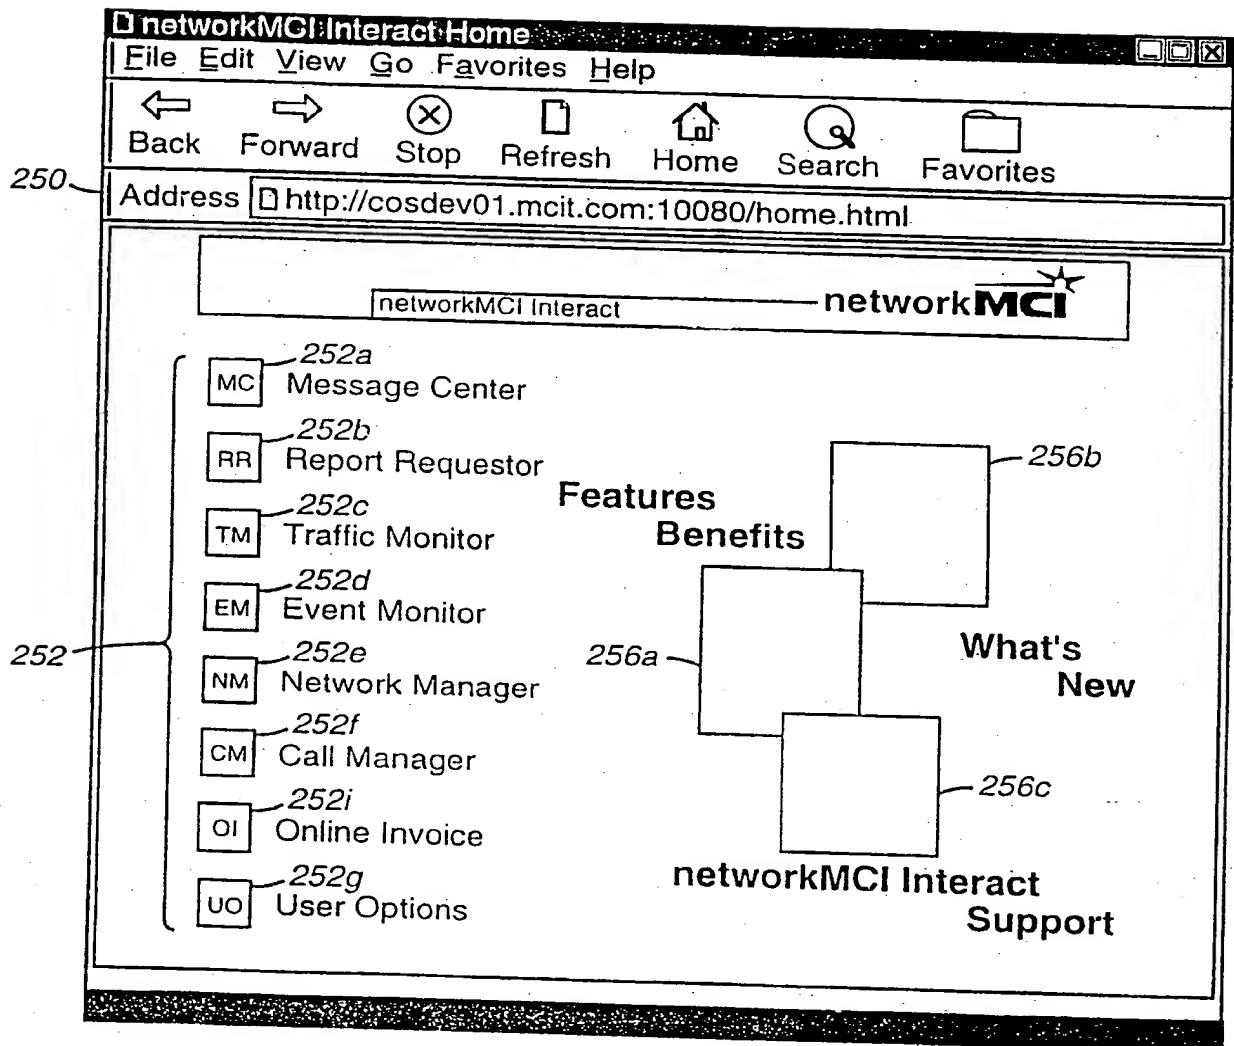 networkMCI Interact Home
File Edit View Go Favorites Help
Back Forward Stop Refresh Home Search Favorites
250
Address http://cosdev01.mcit.com:10080/home.html
networkMCI Interact
networkMCI
252a
MC Message Center
252b
RR Report Requestor
252c
TM Traffic Monitor
252d
EM Event Monitor
252
252e
NM Network Manager
252f
CM Call Manager
252i
OI Online Invoice
252g
UO User Options
Features
Benefits
256b
256a
What's
New
256c
networkMCI Interact
Support